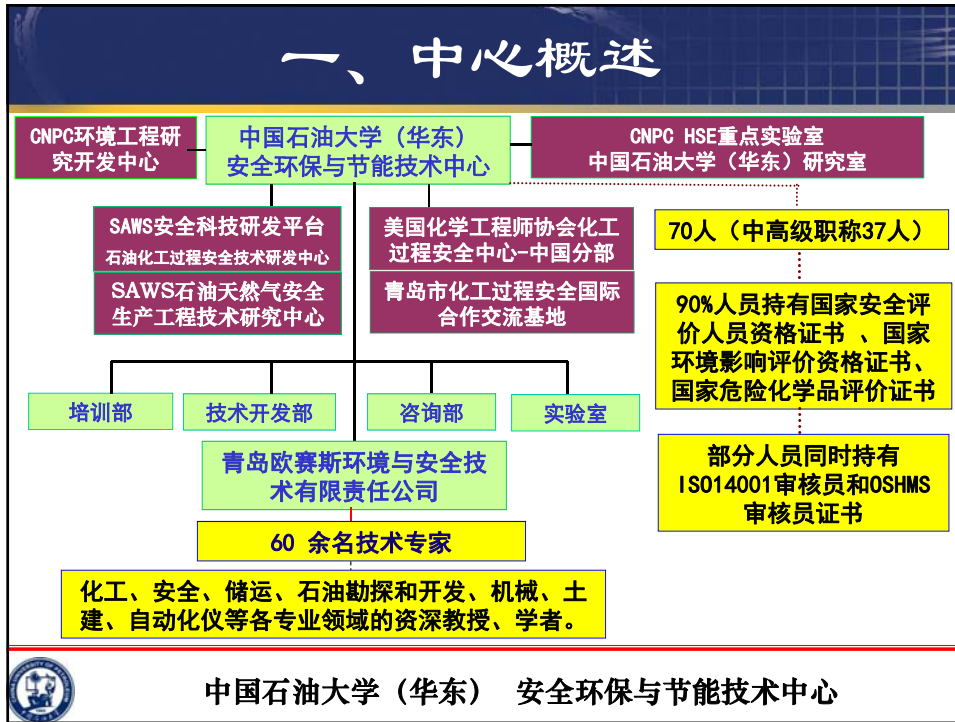 一、中心概述
CNPC环境工程研
究开发中心
中国石油大学（华东）
安全环保与节能技术中心
CNPC HSE重点实验室
中国石油大学（华东）研究室
SAWS安全科技研发平台
石油化工过程安全技术研发中心
SAWS石油天然气安全
生产工程技术研究中心
美国化学工程师协会化工
过程安全中心-中国分部
青岛市化工过程安全国际
合作交流基地
70人（中高级职称37人）
90%人员持有国家安全评
价人员资格证书 、国家
环境影响评价资格证书、
国家危险化学品评价证书
部分人员同时持有
ISO14001审核员和OSHMS
审核员证书
培训部
技术开发部
咨询部
实验室
青岛欧赛斯环境与安全技
术有限责任公司
60 余名技术专家
化工、安全、储运、石油勘探和开发、机械、土
建、自动化仪等各专业领域的资深教授、学者。
中国石油大学（华东） 安全环保与节能技术中心